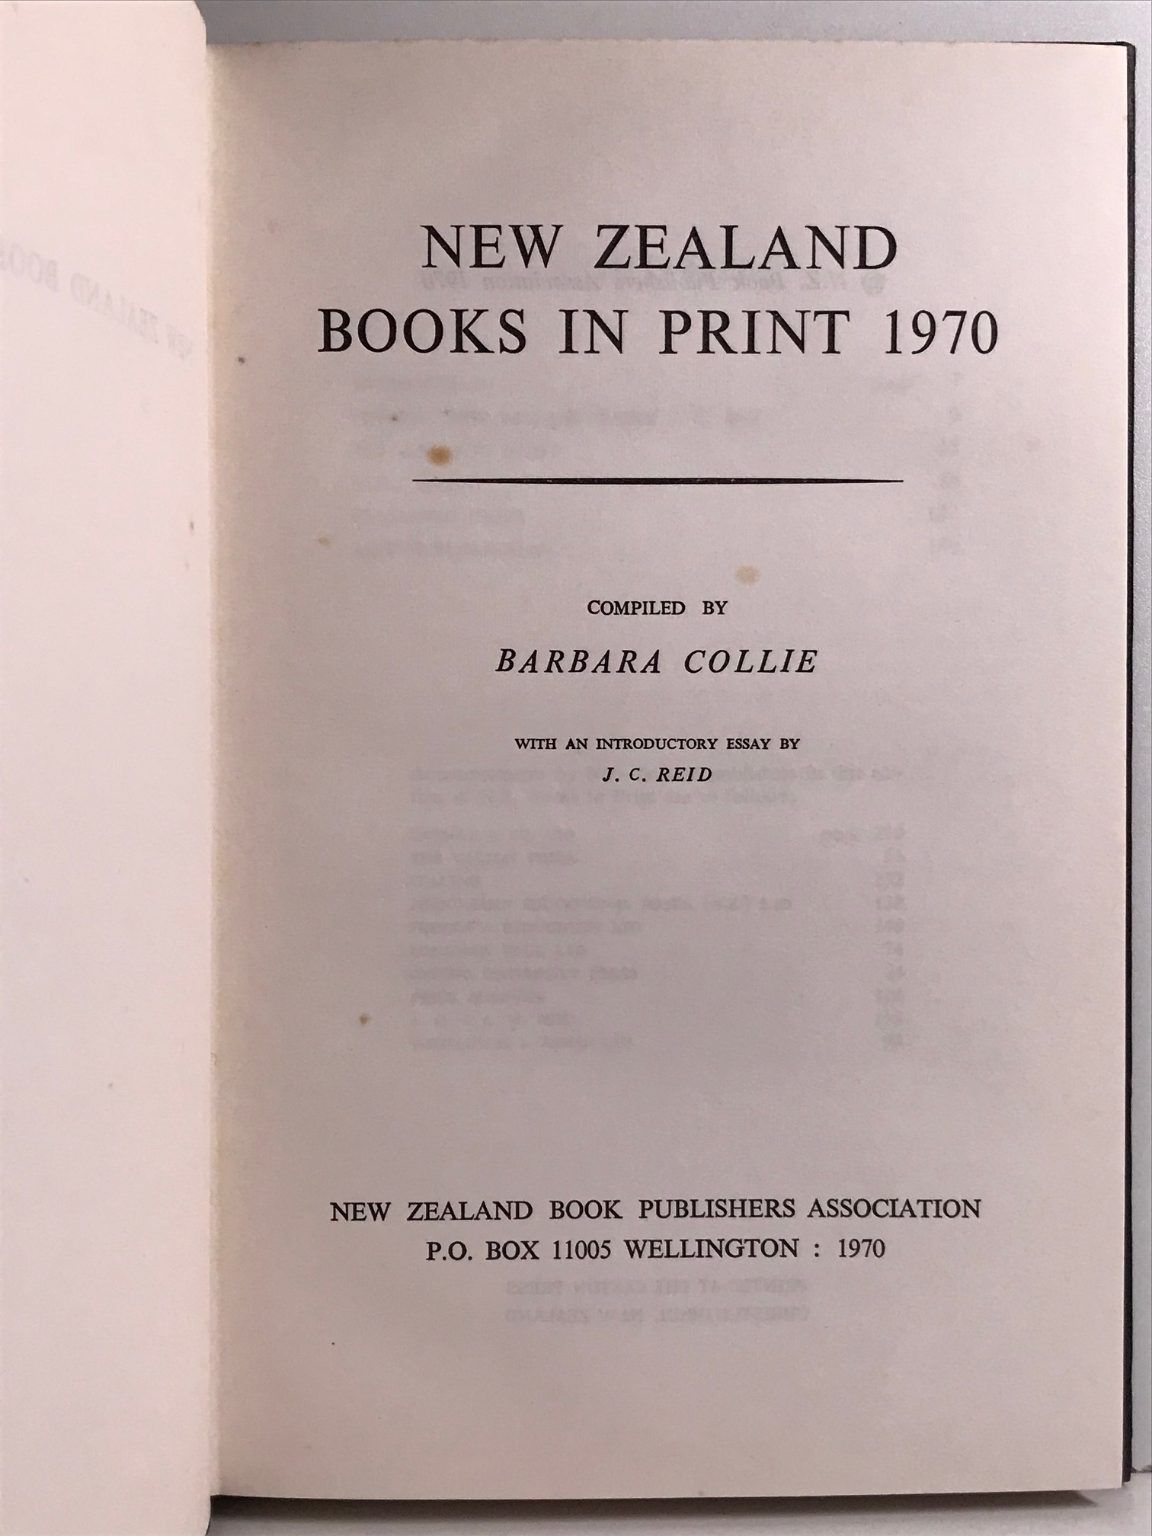 NEW ZEALAND
BOOKS IN PRINT 1970
COMPILED BY
BARBARA COLLIE
WITH AN INTRODUCTORY ESSAY BY
J. C. REID
NEW ZEALAND BOOK PUBLISHERS ASSOCIATION
P.O. BOX 11005 WELLINGTON : 1970